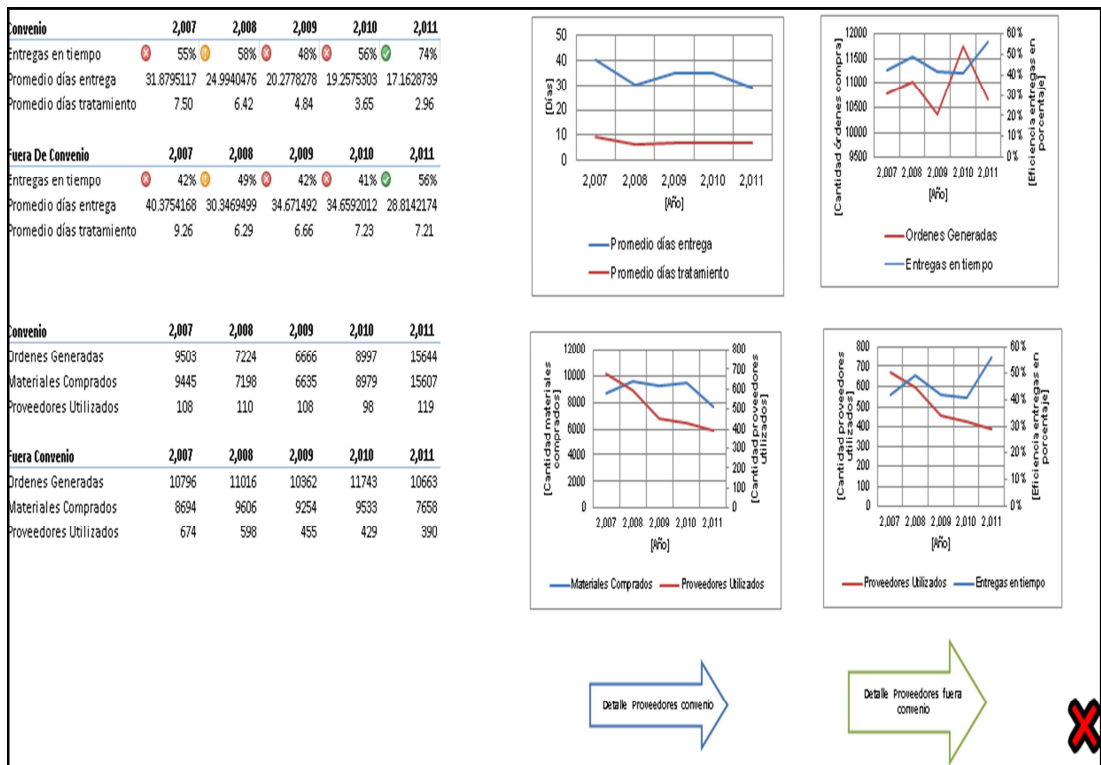 Convenio 2,007 2,008 2,009 2,010 2,011
Entregas en tiempo 55% 58% 48% 56% 74%
Promedio días entrega 31.8795117 24.9940476 20.2778278 19.2575303 17.1628739
Promedio días tratamiento 7.50 6.42 4.84 3.65 2.96
Fuera De Convenio 2,007 2,008 2,009 2,010 2,011
Entregas en tiempo 42% 49% 42% 41% 56%
Promedio días entrega 40.3754168 30.3469499 34.671492 34.6592012 28.8142174
Promedio días tratamiento 9.26 6.29 6.66 7.23 7.21
Convenio 2,007 2,008 2,009 2,010 2,011
Ordenes Generadas 9503 7224 6666 8997 15644
Materiales Comprados 9445 7198 6635 8979 15607
Proveedores Utilizados 108 110 108 98 119
Fuera Convenio 2,007 2,008 2,009 2,010 2,011
Ordenes Generadas 10796 11016 10362 11743 10663
Materiales Comprados 8694 9606 9254 9533 7658
Proveedores Utilizados 674 598 455 429 390
[Días]
50
40
30
20
10
0
2,007 2,008 2,009 2,010 2,011
[Año]
Promedio días entrega
Promedio días tratamiento
[Cantidad órdenes compra]
12000
11500
11000
10500
10000
9500
60%
50%
40%
30%
20%
10%
0%
[Eficiencia entregas en
porcentaje]
2,007 2,008 2,009 2,010 2,011
[Año]
Ordenes Generadas
Entregas en tiempo
[Cantidad materiales
comprados]
12000
10000
8000
6000
4000
2000
0
800
700
600
500
400
300
200
100
0
[Cantidad proveedores
utilizados]
2,007 2,008 2,009 2,010 2,011
[Año]
Materiales Comprados Proveedores Utilizados
[Cantidad proveedores
utilizados]
800
700
600
500
400
300
200
100
0
60%
50%
40%
30%
20%
10%
0%
[Eficiencia entregas en
porcentaje]
2,007 2,008 2,009 2,010 2,011
[Año]
Proveedores Utilizados Entregas en tiempo
Detalle Proveedores convenio
Detalle Proveedores fuera
convenio